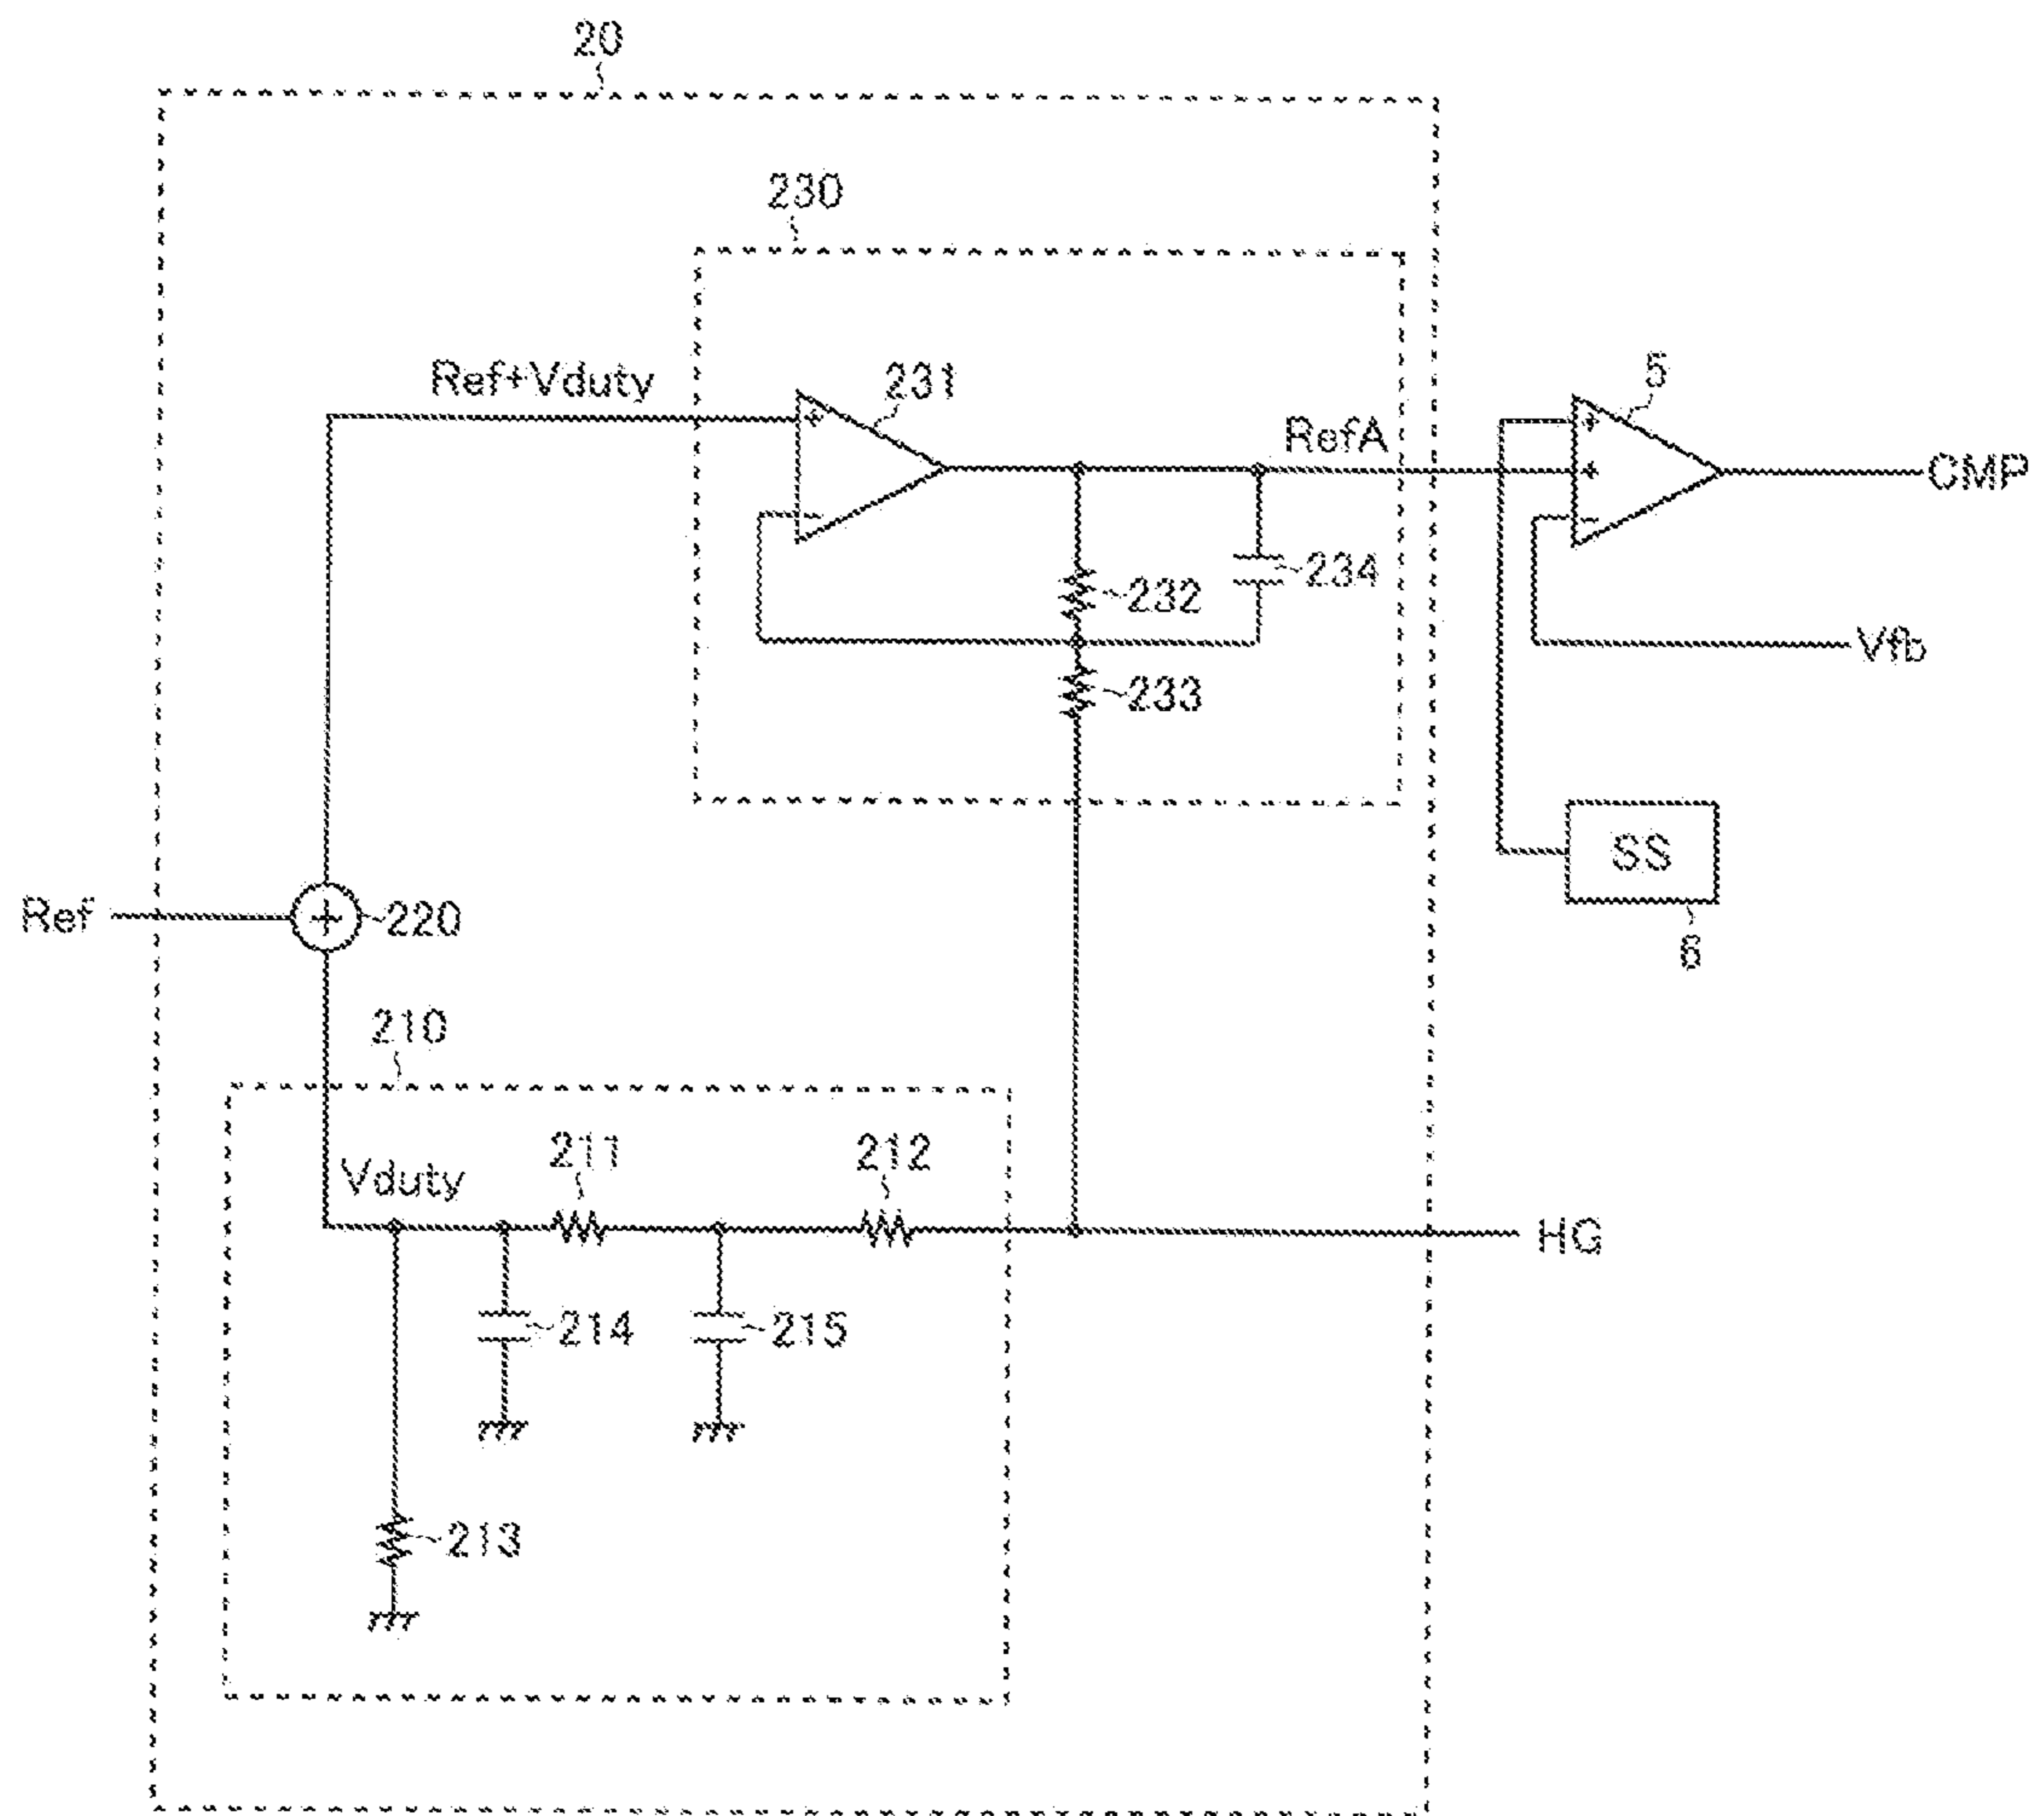 20
230
Ref+Vduty
231
RefA
5
+
+
+
CMP
−
−
234
232
Vfb
233
SS
Ref
+
220
6
210
Vduty
211
212
HG
214
215
213